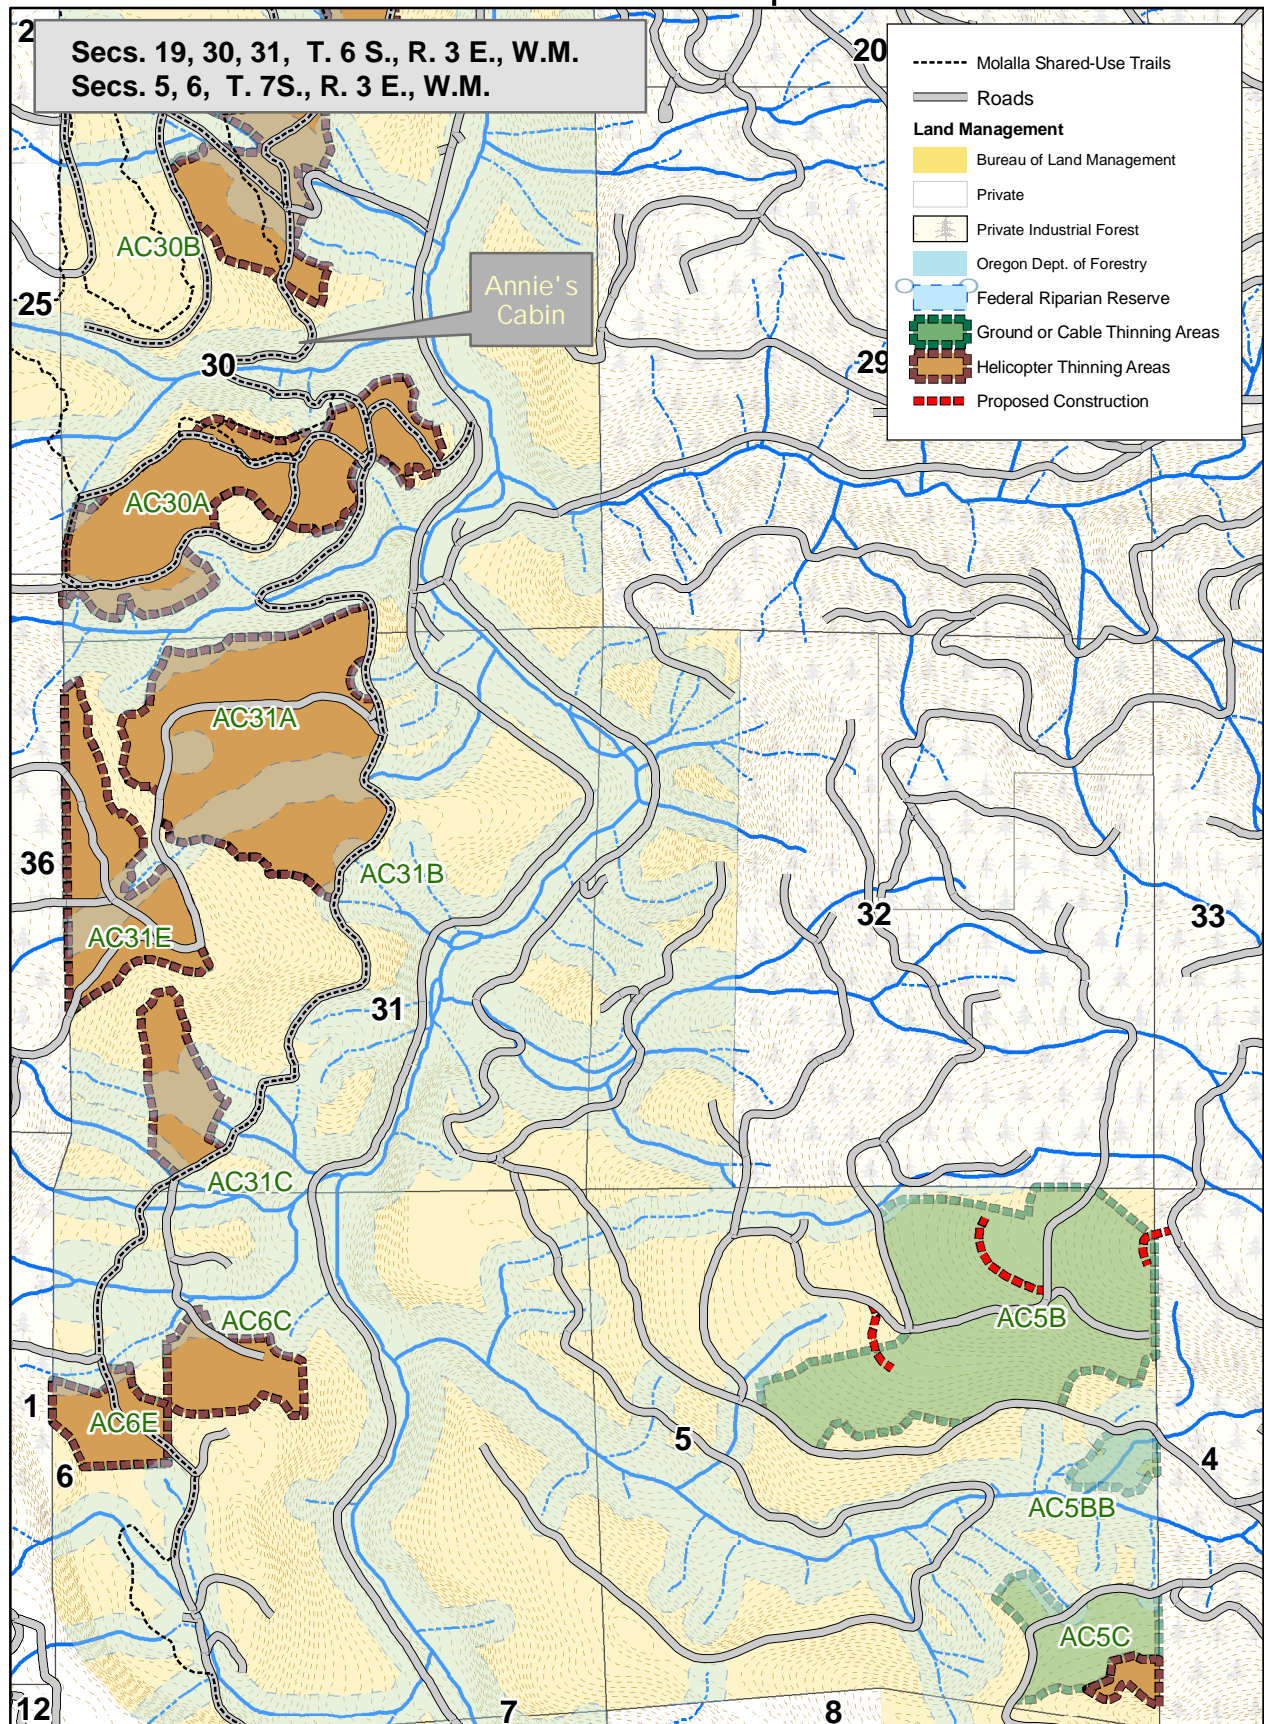 2
Secs. 19, 30, 31, T. 6 S., R. 3 E., W.M.
Secs. 5, 6, T. 7S., R. 3 E., W.M.
20
Molalla Shared-Use Trails
Roads
Land Management
Bureau of Land Management
Private
Private Industrial Forest
Oregon Dept. of Forestry
Federal Riparian Reserve
Ground or Cable Thinning Areas
Helicopter Thinning Areas
Proposed Construction
AC30B
25
Annie's
Cabin
30
29
AC30A
AC31A
36
AC31B
32
33
AC31E
31
AC31C
AC6C
AC5B
1
AC6E
5
4
6
AC5BB
AC5C
12
7
8